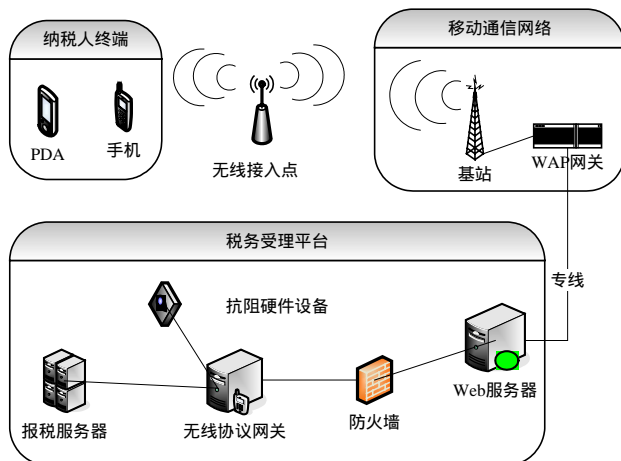 纳税人终端
移动通信网络
PDA
手机
无线接入点
基站
WAP网关
税务受理平台
专线
抗阻硬件设备
报税服务器
无线协议网关
防火墙
Web服务器